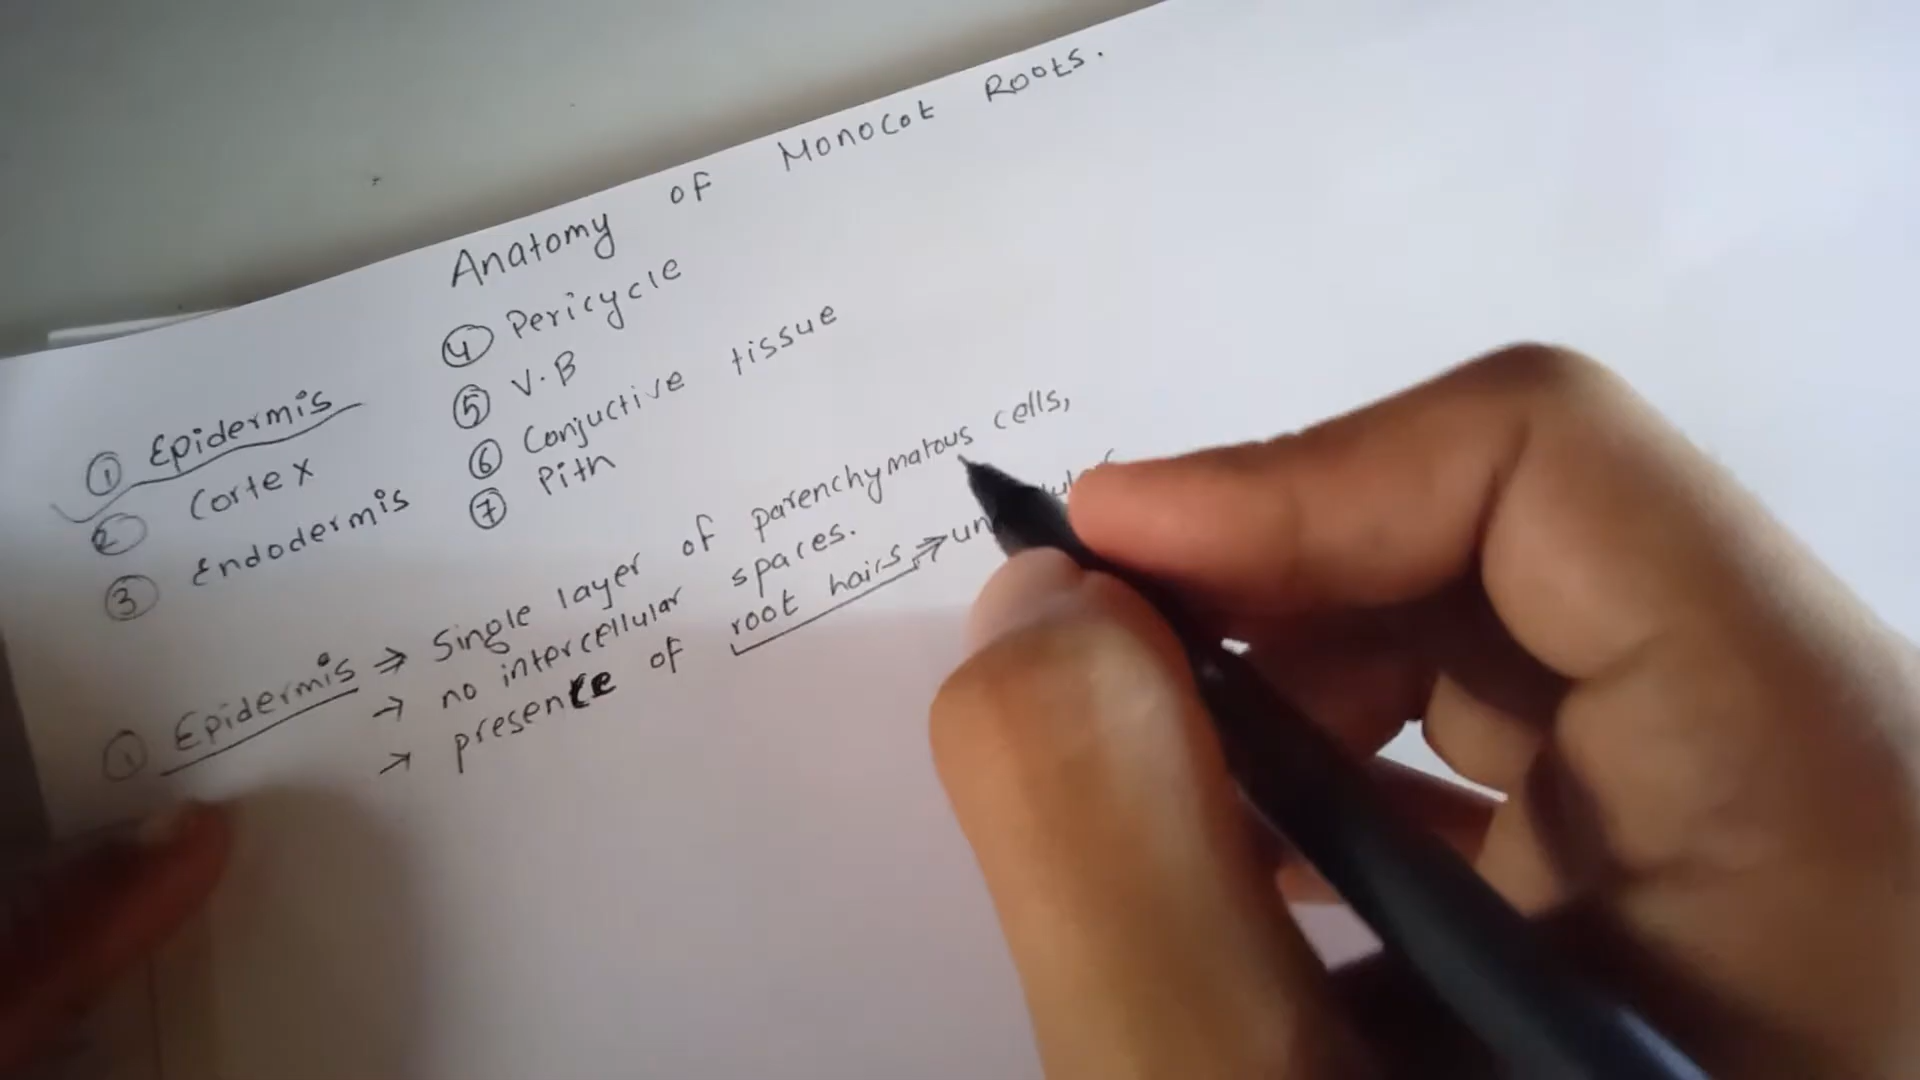 Anatomy of Monocot Roots.
① Epidermis
② Cortex
③ Endodermis
④ Pericycle
⑤ V.B
⑥ Conjuctive tissue
⑦ Pith
① Epidermis ⇒ Single layer of parenchymatous cells,
→ no intercellular spaces.
→ presence of root hairs ⇒